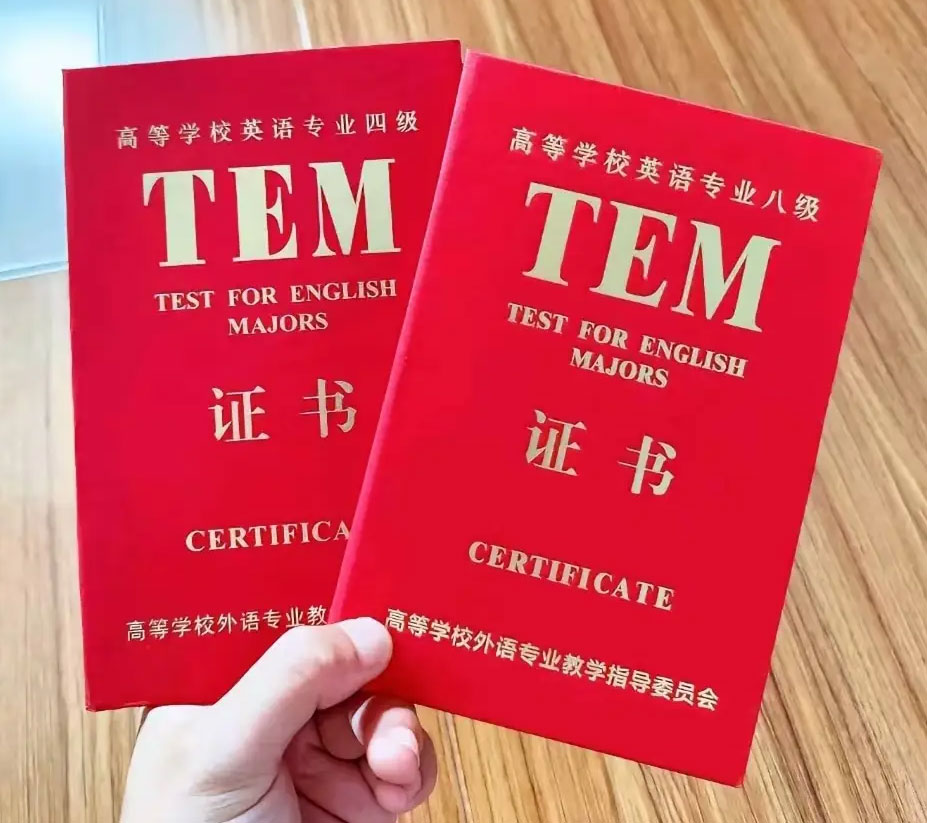 高等学校英语专业四级
TEM
TEST FOR ENGLISH
MAJORS
证书
CERTIFICA
高等学校外语专业教
高等学校英语专业八级
TEM
TEST FOR ENGLISH
MAJORS
证书
CERTIFICATE
高等学校外语专业教学指导委员会